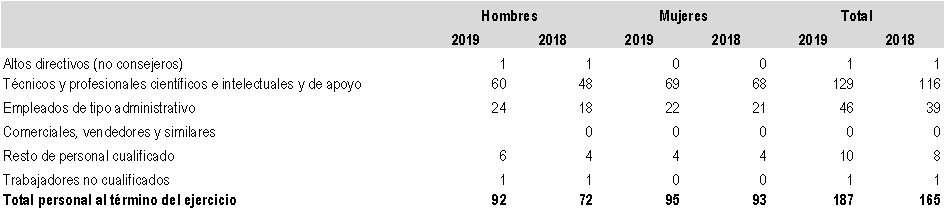 Hombres Mujeres Total
2019 2018 2019 2018 2019 2018
Altos directivos (no consejeros) 1 1 0 0 1 1
Técnicos y profesionales científicos e intelectuales y de apoyo 60 48 69 68 129 116
Empleados de tipo administrativo 24 18 22 21 46 39
Comerciales, vendedores y similares 0 0 0 0 0
Resto de personal cualificado 6 4 4 4 10 8
Trabajadores no cualificados 1 1 0 0 1 1
Total personal al término del ejercicio 92 72 95 93 187 165